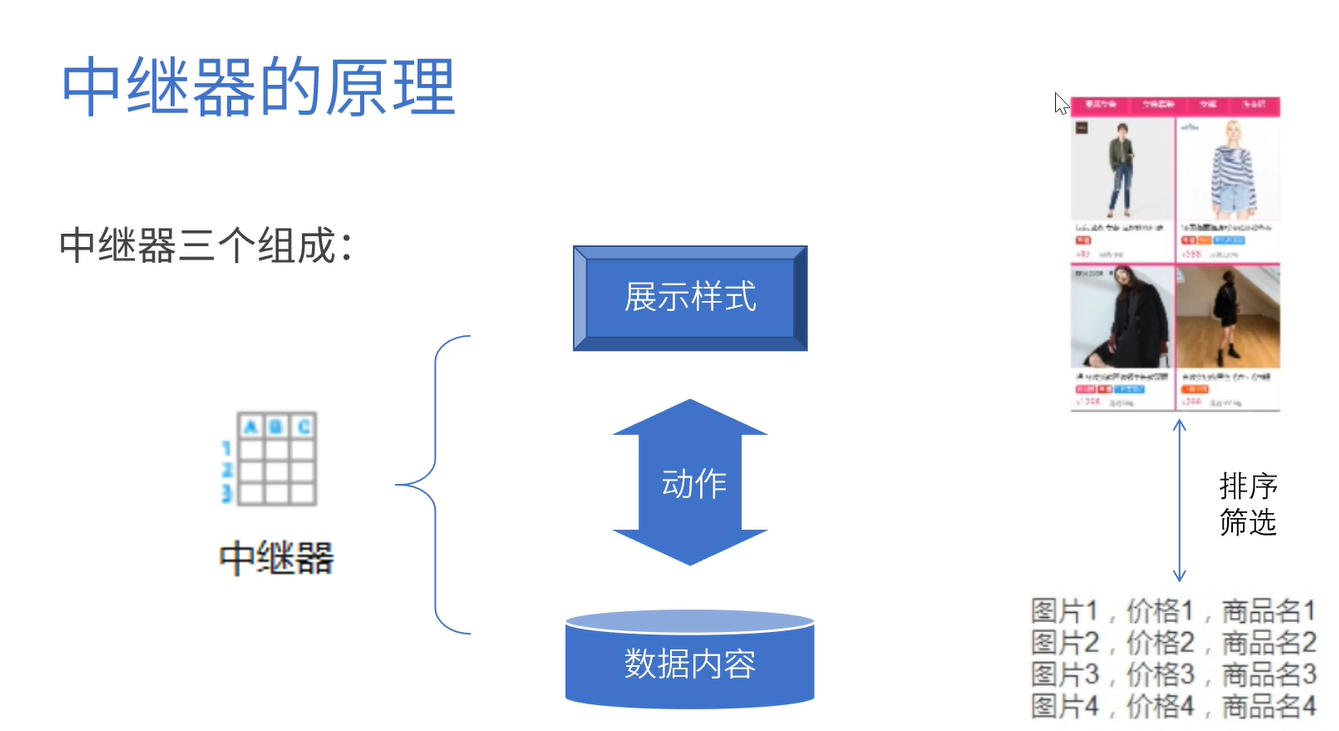 中继器的原理
中继器三个组成：
展示样式
A B C
1
2
3
动作
中继器
数据内容
排序
筛选
图片1，价格1，商品名1
图片2，价格2，商品名2
图片3，价格3，商品名3
图片4，价格4，商品名4